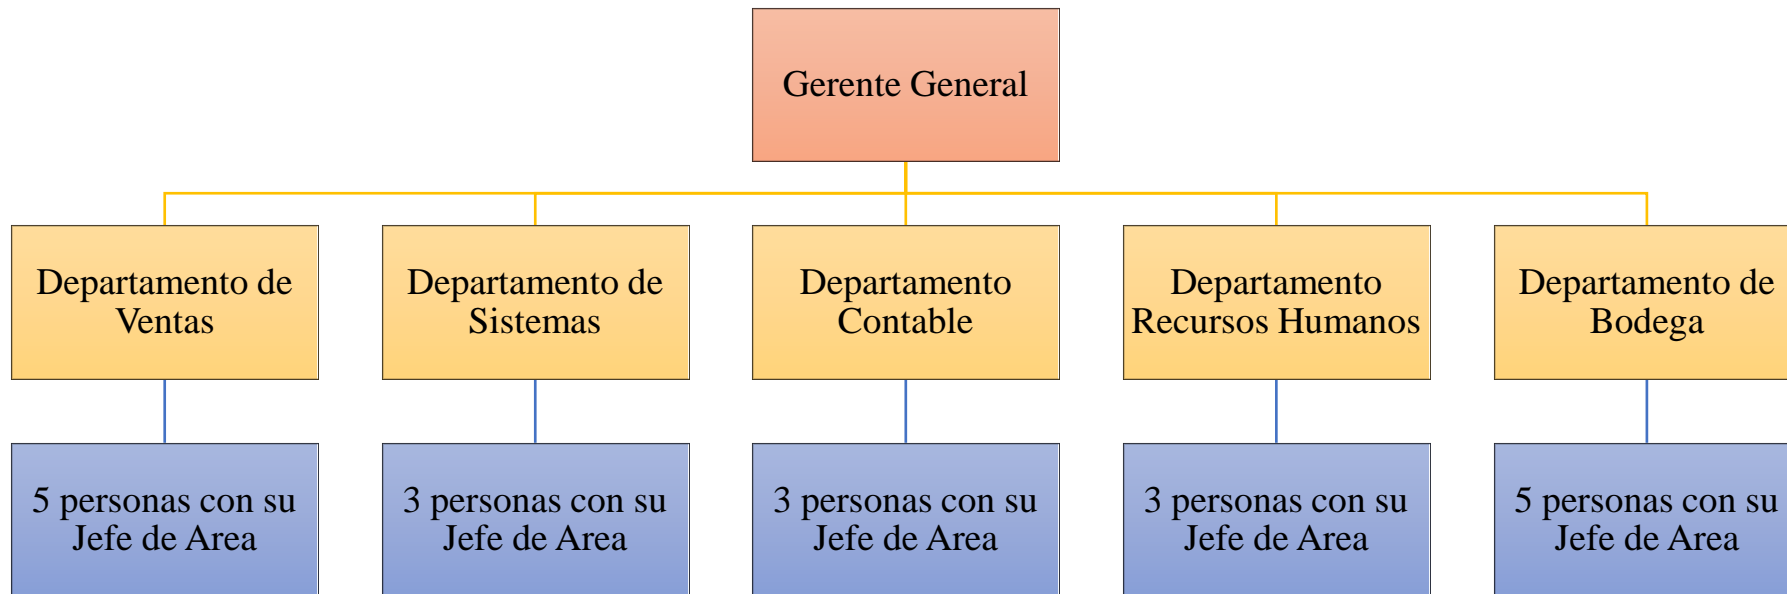 Gerente General
Departamento de
Ventas
Departamento de
Sistemas
Departamento
Contable
Departamento
Recursos Humanos
Departamento de
Bodega
5 personas con su
Jefe de Area
3 personas con su
Jefe de Area
3 personas con su
Jefe de Area
3 personas con su
Jefe de Area
5 personas con su
Jefe de Area